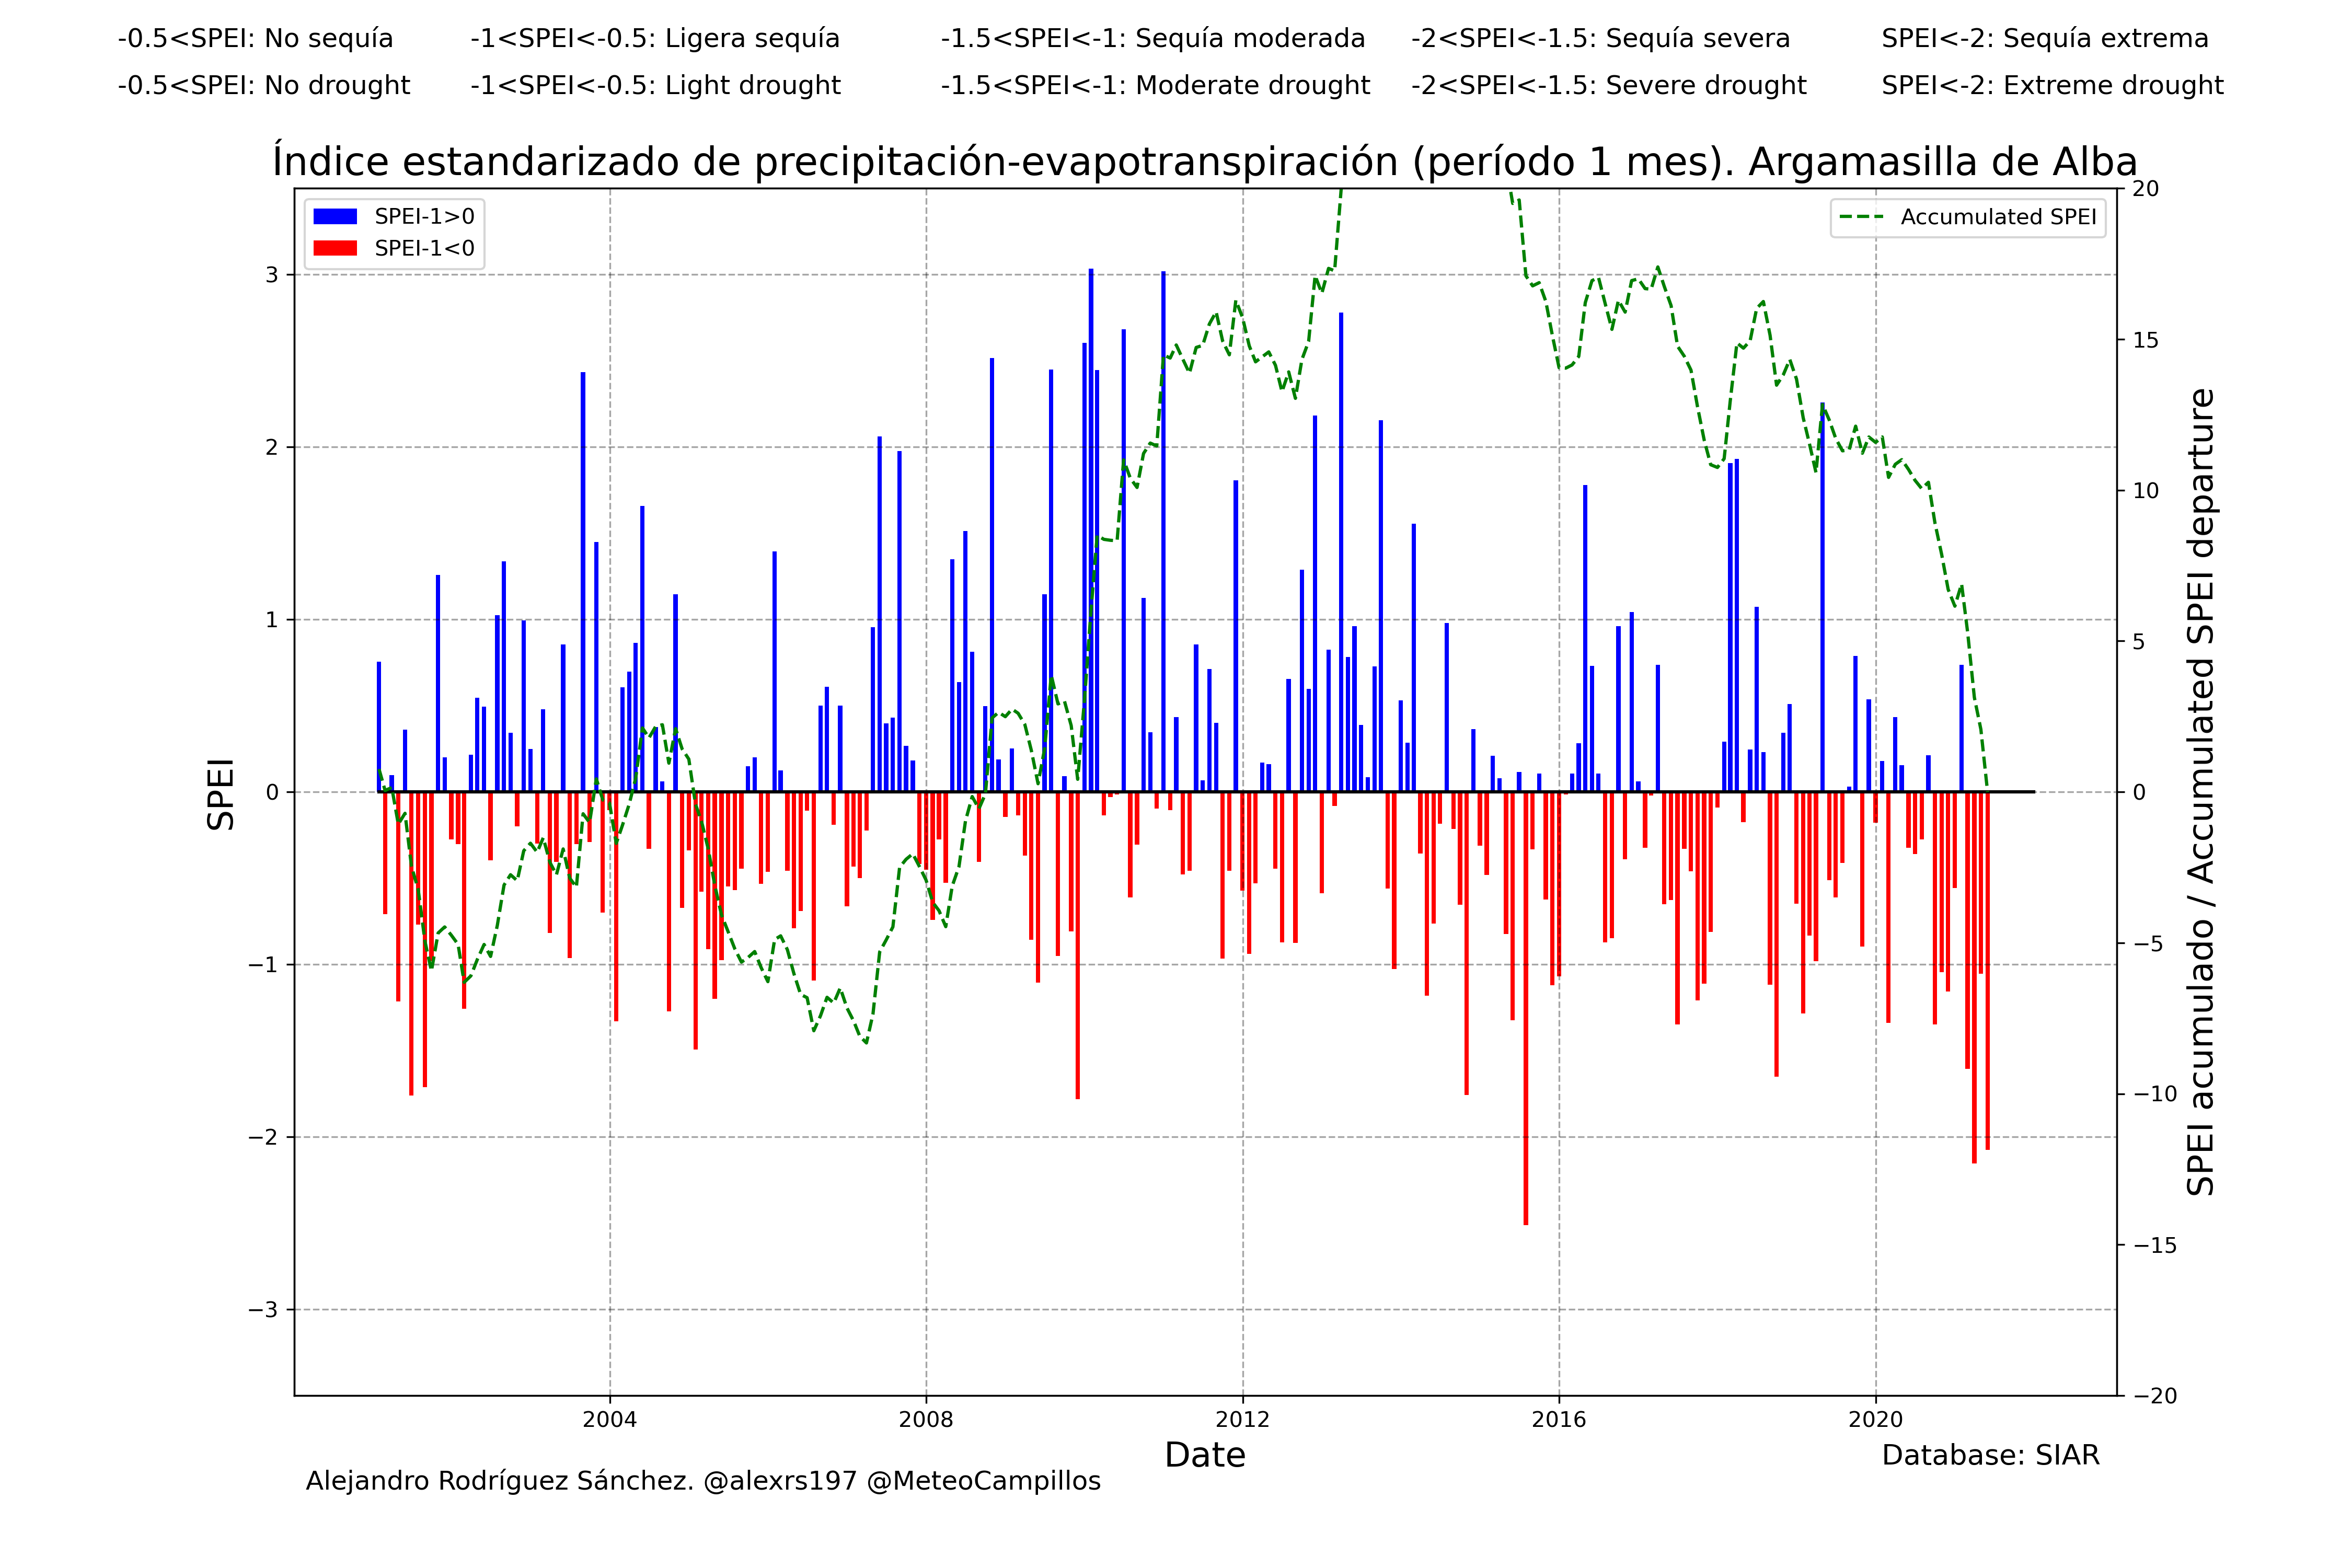 -0.5<SPEI: No sequía -1<SPEI<-0.5: Ligera sequía -1.5<SPEI<-1: Sequía moderada -2<SPEI<-1.5: Sequía severa SPEI<-2: Sequía extrema
-0.5<SPEI: No drought -1<SPEI<-0.5: Light drought -1.5<SPEI<-1: Moderate drought -2<SPEI<-1.5: Severe drought SPEI<-2: Extreme drought
Índice estandarizado de precipitación-evapotranspiración (período 1 mes). Argamasilla de Alba
SPEI-1>0
SPEI-1<0
Accumulated SPEI
SPEI
3
2
1
0
−1
−2
−3
20
15
10
5
0
−5
−10
−15
−20
SPEI acumulado / Accumulated SPEI departure
2004 2008 2012 2016 2020
Date
Database: SIAR
Alejandro Rodríguez Sánchez. @alexrs197 @MeteoCampillos